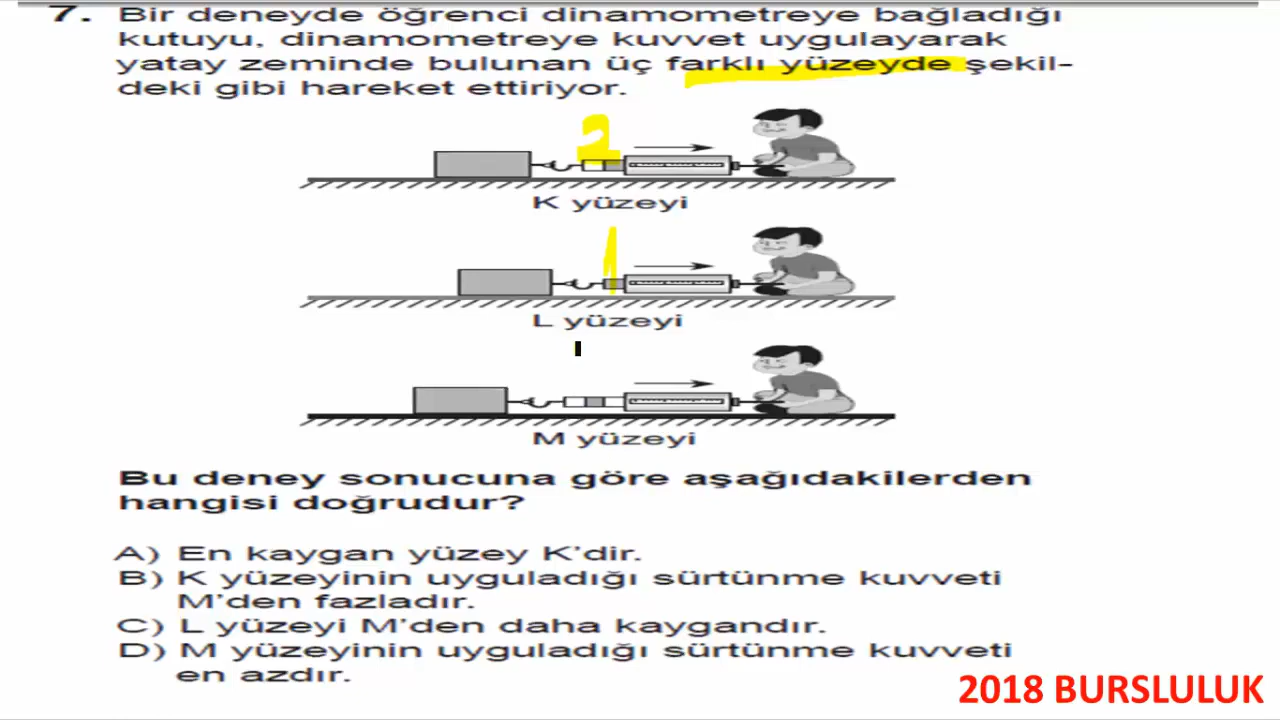 7. Bir deneyde öğrenci dinamometreye bağladığı
kutuyu, dinamometreye kuvvet uygulayarak
yatay zeminde bulunan üç farklı yüzeyde şekil-
deki gibi hareket ettiriyor.
2
K yüzeyi
1
L yüzeyi
M yüzeyi
Bu deney sonucuna göre aşağıdakilerden
hangisi doğrudur?
A) En kaygan yüzey K'dir.
B) K yüzeyinin uyguladığı sürtünme kuvveti
M'den fazladır.
C) L yüzeyi M'den daha kaygandır.
D) M yüzeyinin uyguladığı sürtünme kuvveti
en azdır.
2018 BURSLULUK